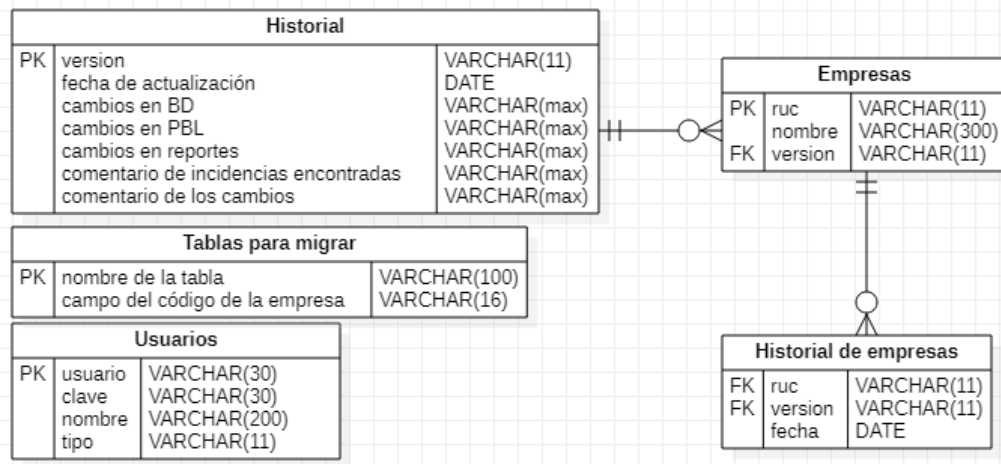 Historial
PK version VARCHAR(11)
fecha de actualización DATE
cambios en BD VARCHAR(max)
cambios en PBL VARCHAR(max)
cambios en reportes VARCHAR(max)
comentario de incidencias encontradas VARCHAR(max)
comentario de los cambios VARCHAR(max)
Empresas
PK ruc VARCHAR(11)
nombre VARCHAR(300)
FK version VARCHAR(11)
Tablas para migrar
PK nombre de la tabla VARCHAR(100)
campo del código de la empresa VARCHAR(16)
Usuarios
PK usuario VARCHAR(30)
clave VARCHAR(30)
nombre VARCHAR(200)
tipo VARCHAR(11)
Historial de empresas
FK ruc VARCHAR(11)
FK version VARCHAR(11)
fecha DATE